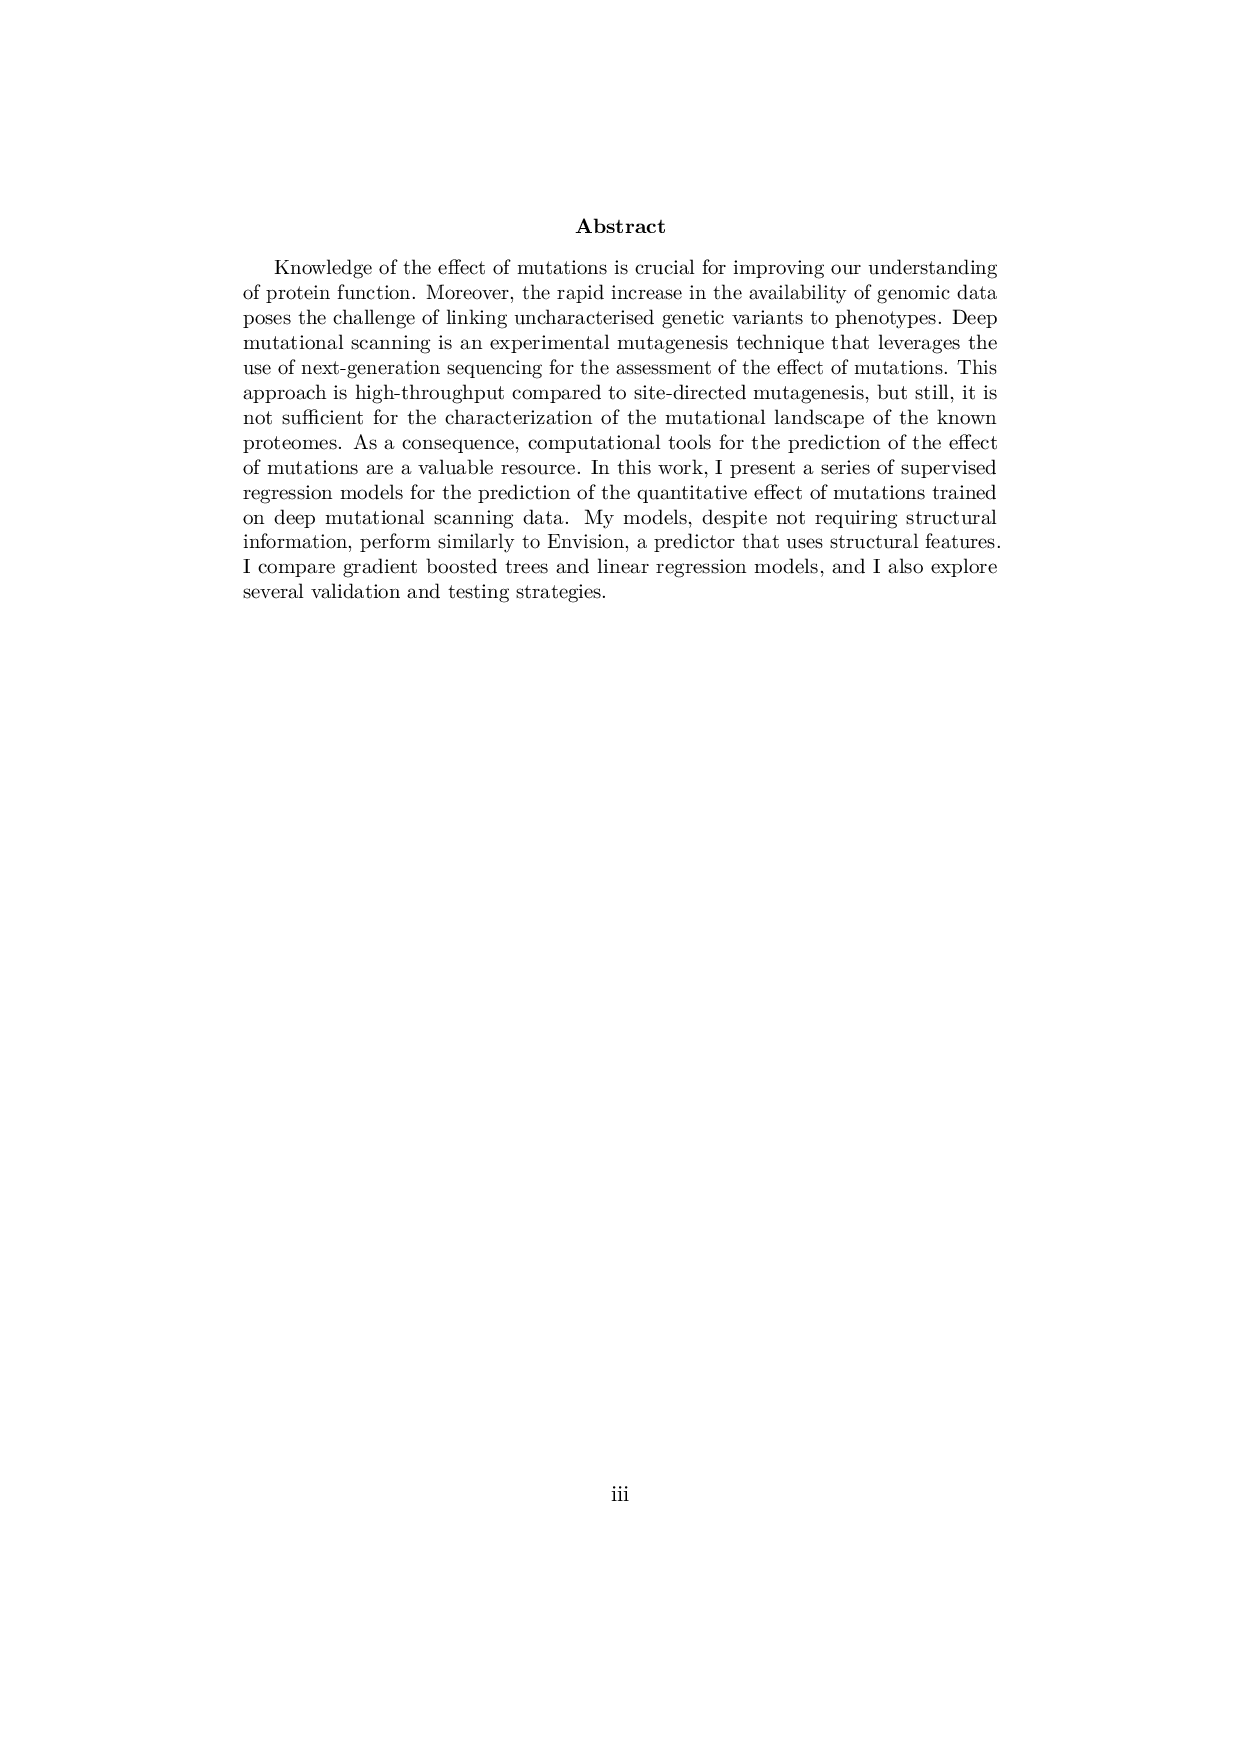 Abstract
Knowledge of the effect of mutations is crucial for improving our understanding
of protein function. Moreover, the rapid increase in the availability of genomic data
poses the challenge of linking uncharacterised genetic variants to phenotypes. Deep
mutational scanning is an experimental mutagenesis technique that leverages the
use of next-generation sequencing for the assessment of the effect of mutations. This
approach is high-throughput compared to site-directed mutagenesis, but still, it is
not sufficient for the characterization of the mutational landscape of the known
proteomes. As a consequence, computational tools for the prediction of the effect
of mutations are a valuable resource. In this work, I present a series of supervised
regression models for the prediction of the quantitative effect of mutations trained
on deep mutational scanning data. My models, despite not requiring structural
information, perform similarly to Envision, a predictor that uses structural features.
I compare gradient boosted trees and linear regression models, and I also explore
several validation and testing strategies.
iii